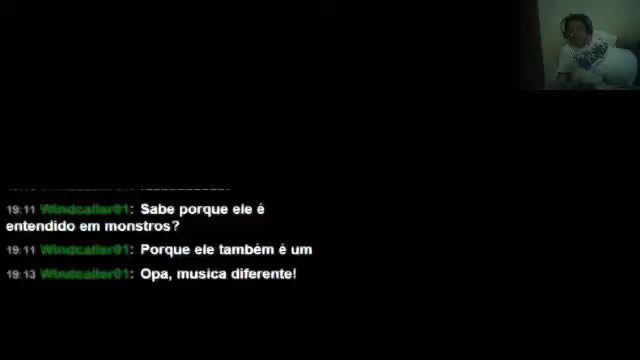 19:11 Windcaller01: Sabe porque ele é
entendido em monstros?
19:11 Windcaller01: Porque ele também é um
19:13 Windcaller01: Opa, musica diferente!